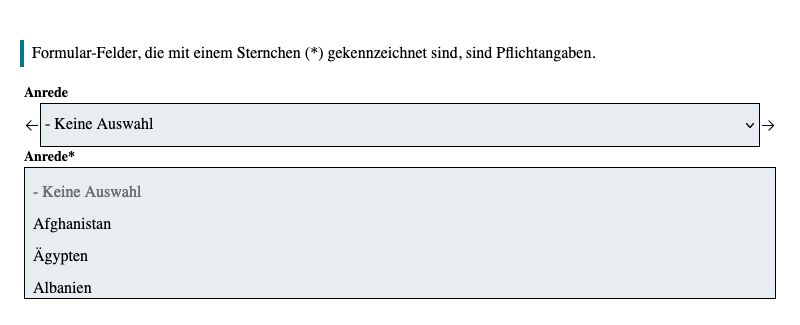 Formular-Felder, die mit einem Sternchen (*) gekennzeichnet sind, sind Pflichtangaben.
Anrede
← - Keine Auswahl →
Anrede*
- Keine Auswahl
Afghanistan
Ägypten
Albanien